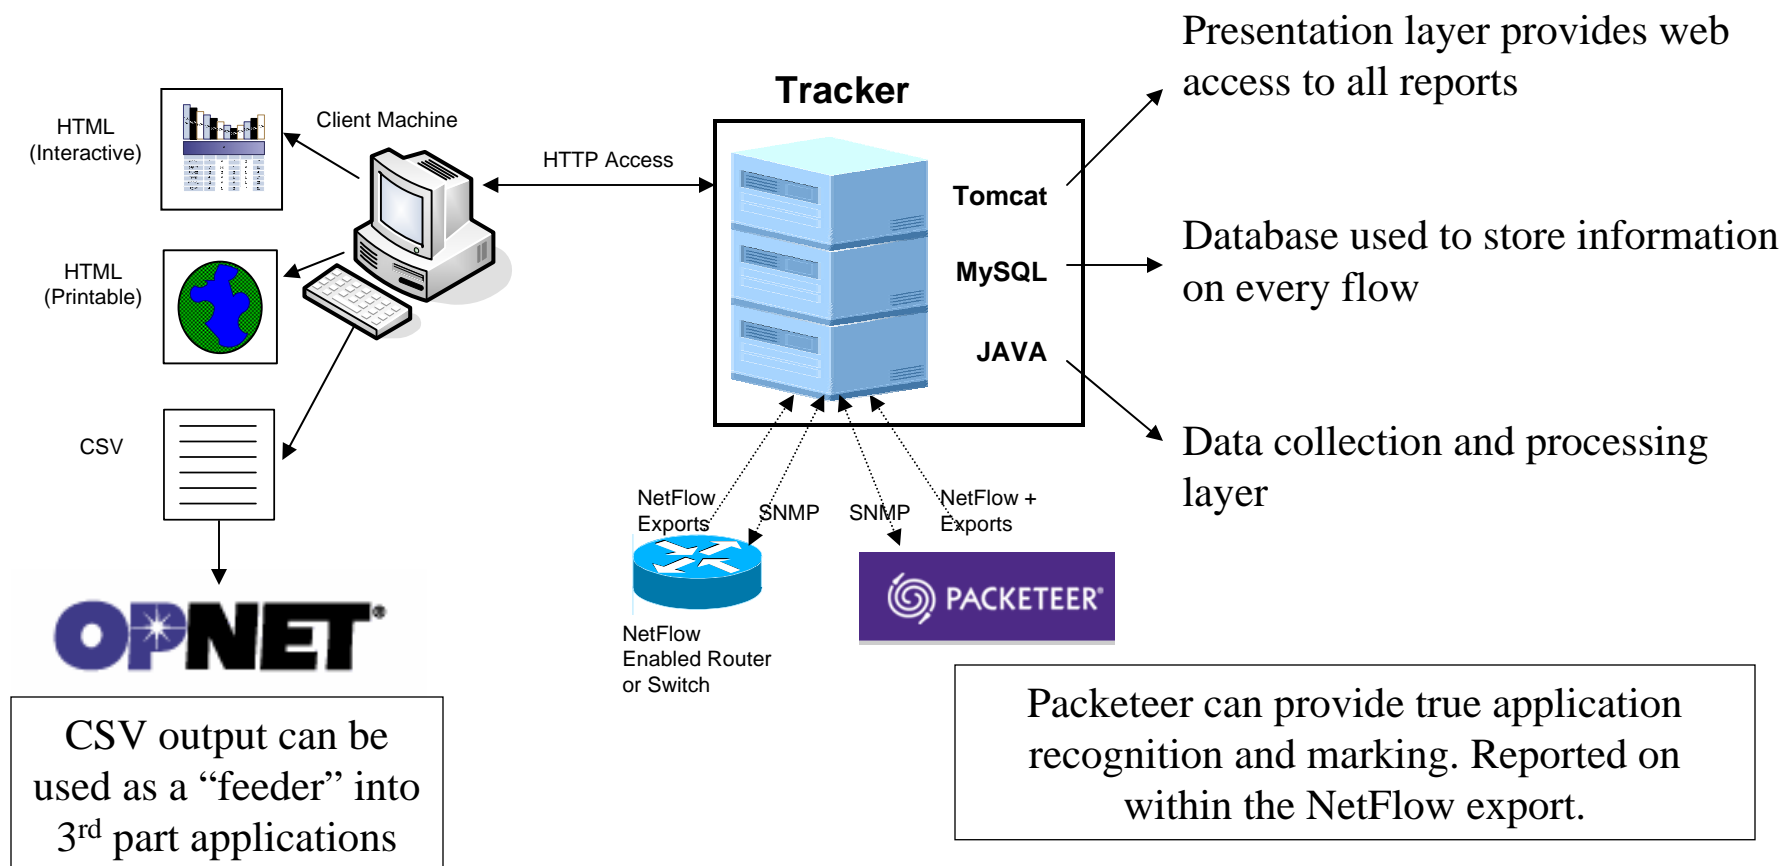 Presentation layer provides web
access to all reports
Tracker
HTML
(Interactive)
Client Machine
HTTP Access
Tomcat
HTML
(Printable)
MySQL
Database used to store information
on every flow
JAVA
CSV
Data collection and processing
layer
NetFlow
Exports
SNMP
SNMP
NetFlow +
Exports
PACKETEER®
OPNET®
NetFlow
Enabled Router
or Switch
CSV output can be
used as a “feeder” into
3rd part applications
Packeteer can provide true application
recognition and marking. Reported on
within the NetFlow export.